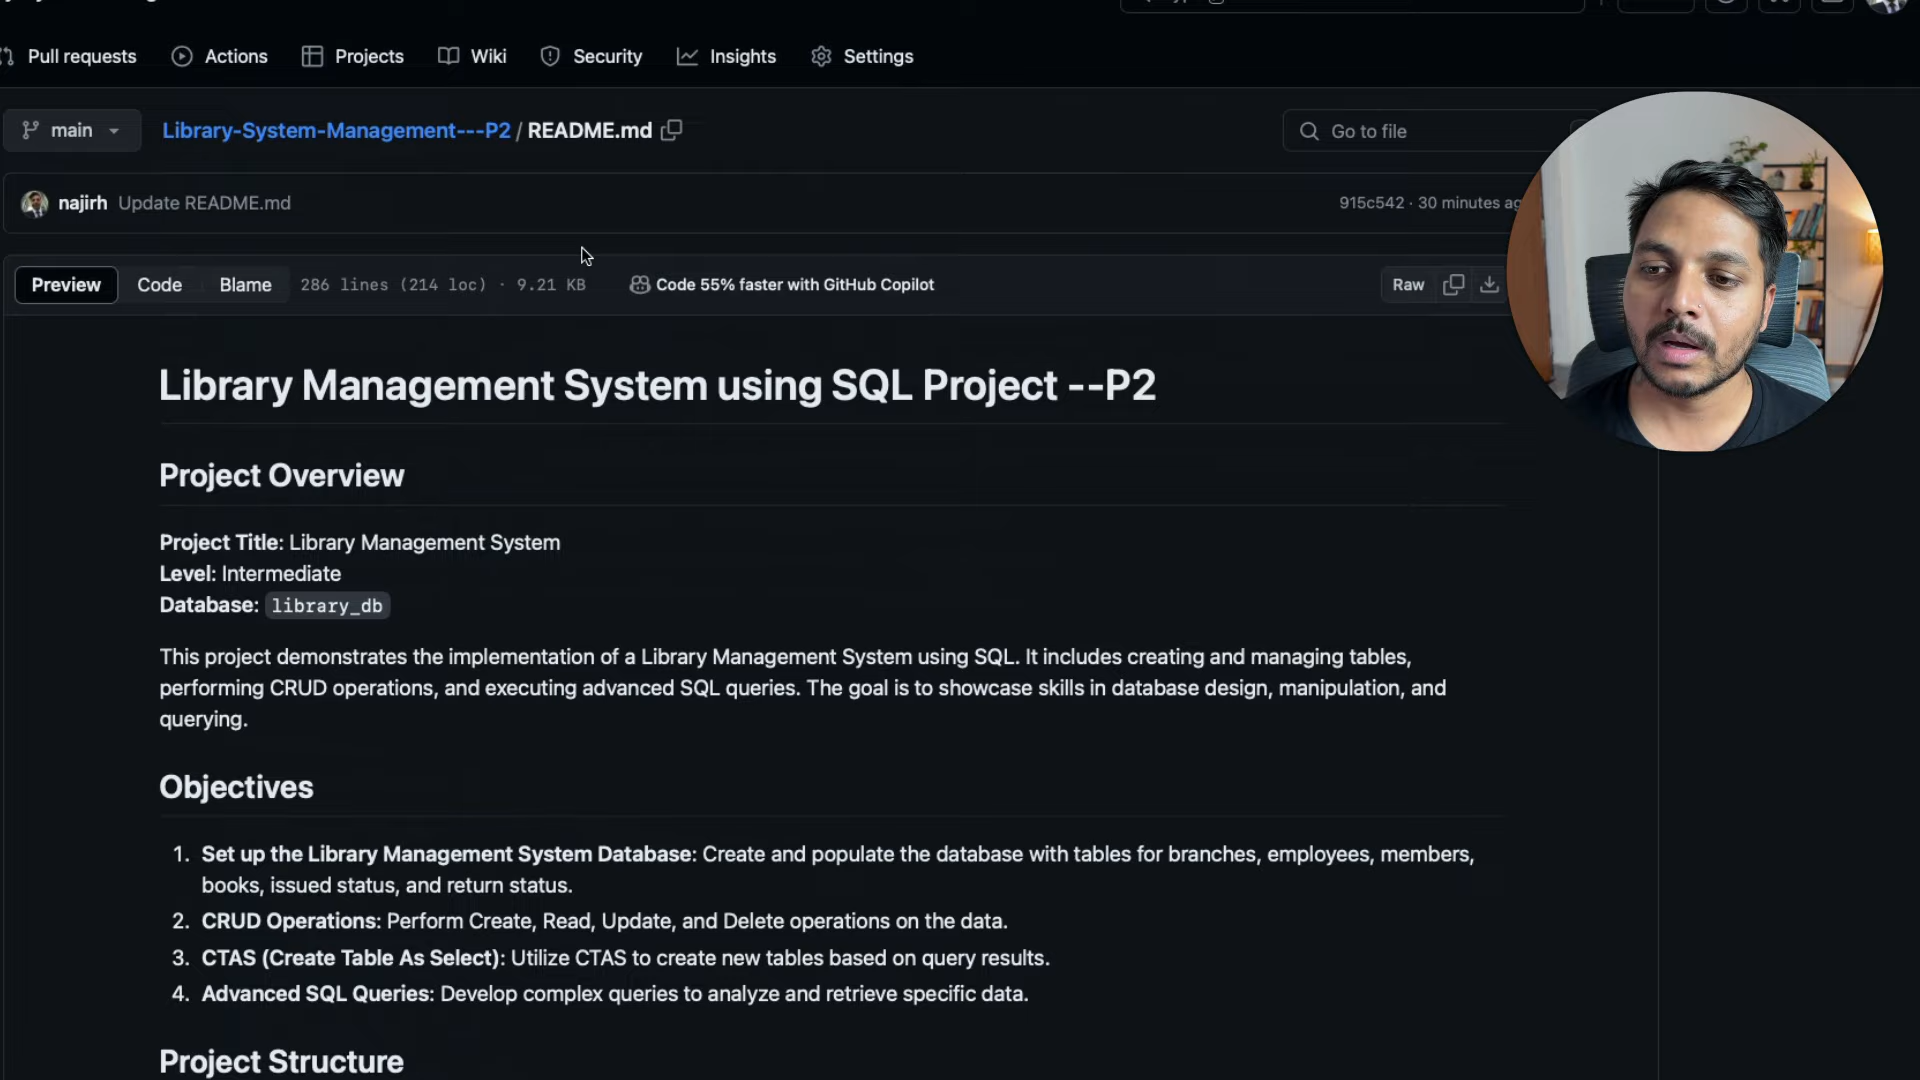 Pull requests Actions Projects Wiki Security Insights Settings
main Library-System-Management---P2 / README.md Go to file
najirh Update README.md 915c542 · 30 minutes
Preview Code Blame 286 lines (214 loc) · 9.21 KB Code 55% faster with GitHub Copilot Raw
Library Management System using SQL Project --P2
Project Overview
Project Title: Library Management System
Level: Intermediate
Database: library_db
This project demonstrates the implementation of a Library Management System using SQL. It includes creating and managing tables,
performing CRUD operations, and executing advanced SQL queries. The goal is to showcase skills in database design, manipulation, and
querying.
Objectives
1. Set up the Library Management System Database: Create and populate the database with tables for branches, employees, members,
books, issued status, and return status.
2. CRUD Operations: Perform Create, Read, Update, and Delete operations on the data.
3. CTAS (Create Table As Select): Utilize CTAS to create new tables based on query results.
4. Advanced SQL Queries: Develop complex queries to analyze and retrieve specific data.
Project Structure